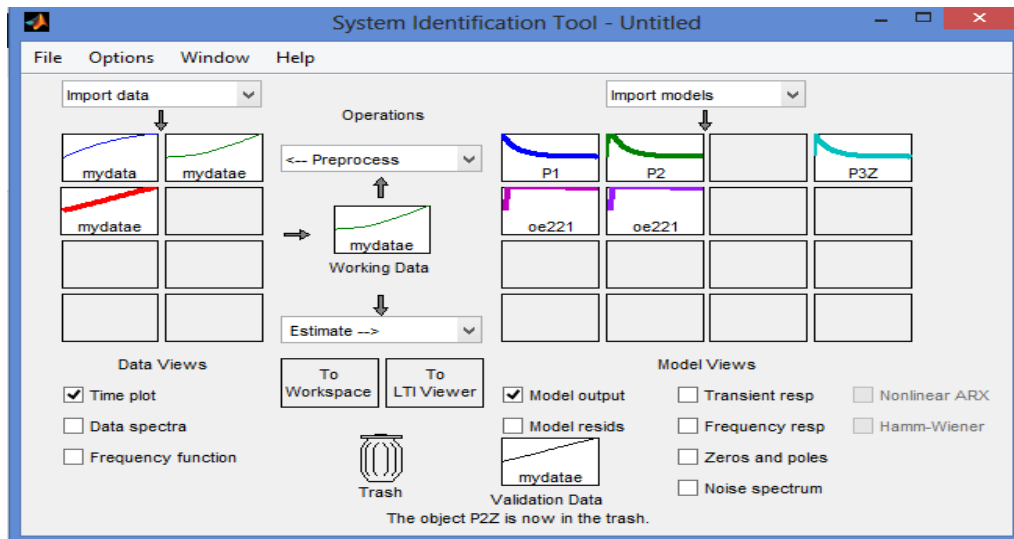 System Identification Tool - Untitled
File Options Window Help
Import data
Import models
Operations
mydata
mydatae
<-- Preprocess
P1
P2
P3Z
mydatae
mydatae
Working Data
oe221
oe221
Estimate -->
Data Views
To Workspace
To LTI Viewer
Model Views
Time plot
Data spectra
Frequency function
Model output
Model resids
Transient resp
Frequency resp
Zeros and poles
Noise spectrum
Nonlinear ARX
Hamm-Wiener
Trash
mydatae
Validation Data
The object P2Z is now in the trash.